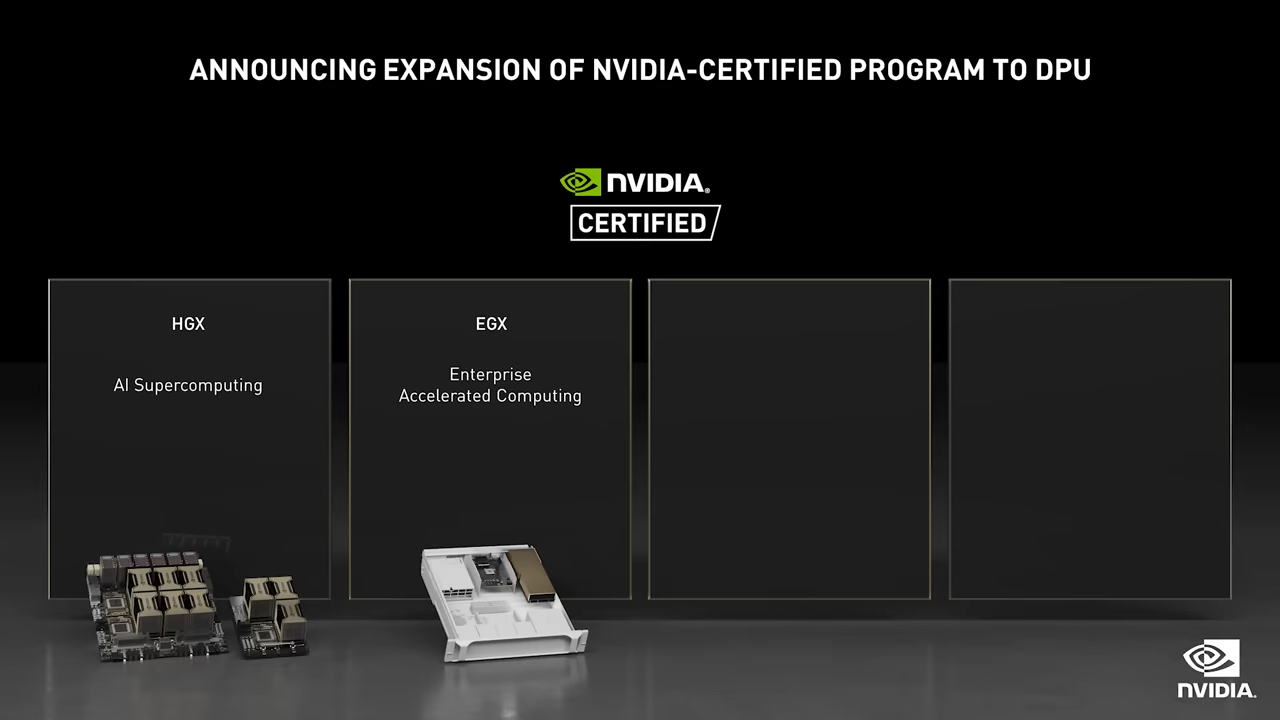 ANNOUNCING EXPANSION OF NVIDIA-CERTIFIED PROGRAM TO DPU
NVIDIA.
CERTIFIED
HGX
AI Supercomputing
EGX
Enterprise
Accelerated Computing
NVIDIA.